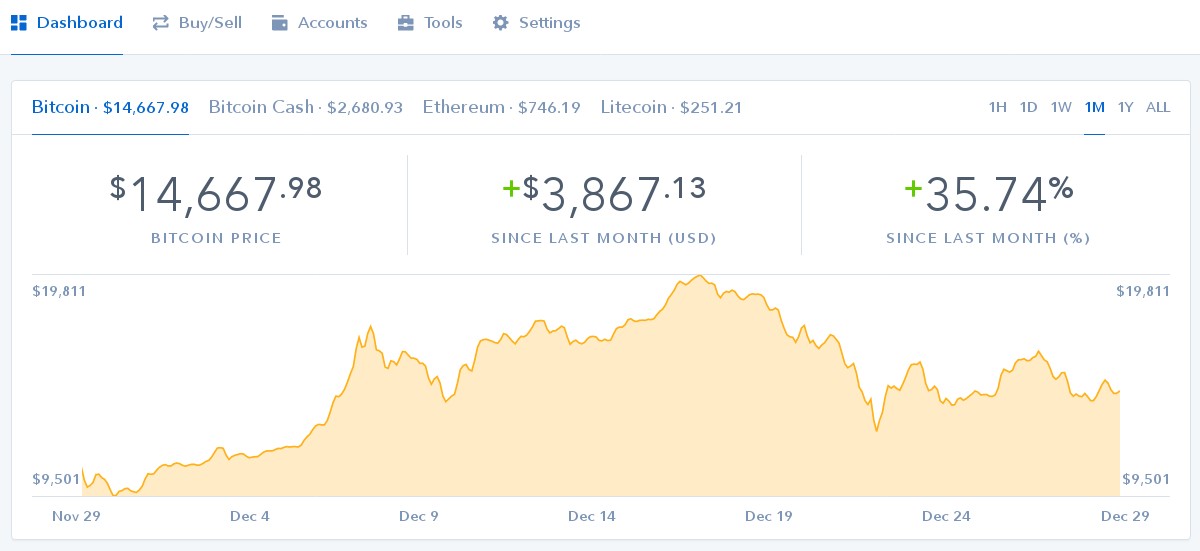 Dashboard Buy/Sell Accounts Tools Settings
Bitcoin · $14,667.98 Bitcoin Cash · $2,680.93 Ethereum · $746.19 Litecoin · $251.21 1H 1D 1W 1M 1Y ALL
$14,667.98 +$3,867.13 +35.74%
BITCOIN PRICE SINCE LAST MONTH (USD) SINCE LAST MONTH (%)
$19,811 $19,811
$9,501 $9,501
Nov 29 Dec 4 Dec 9 Dec 14 Dec 19 Dec 24 Dec 29